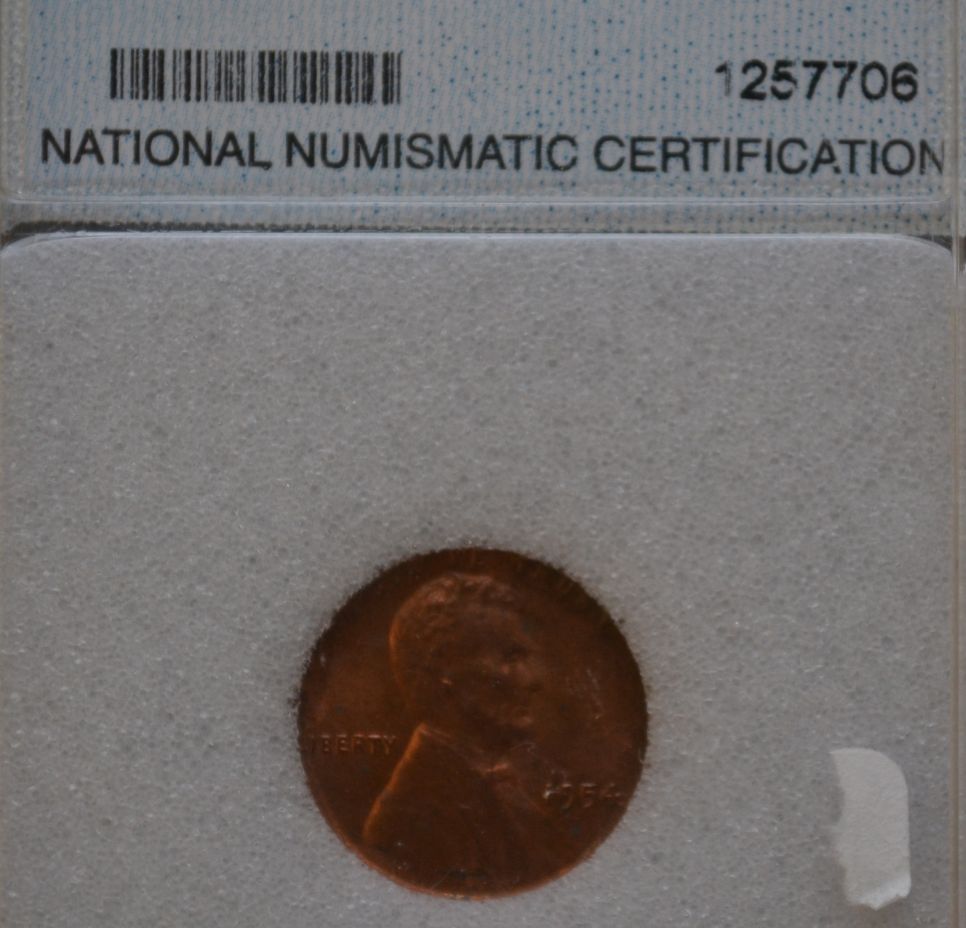 1257706
NATIONAL NUMISMATIC CERTIFICATION
LIBERTY
1954